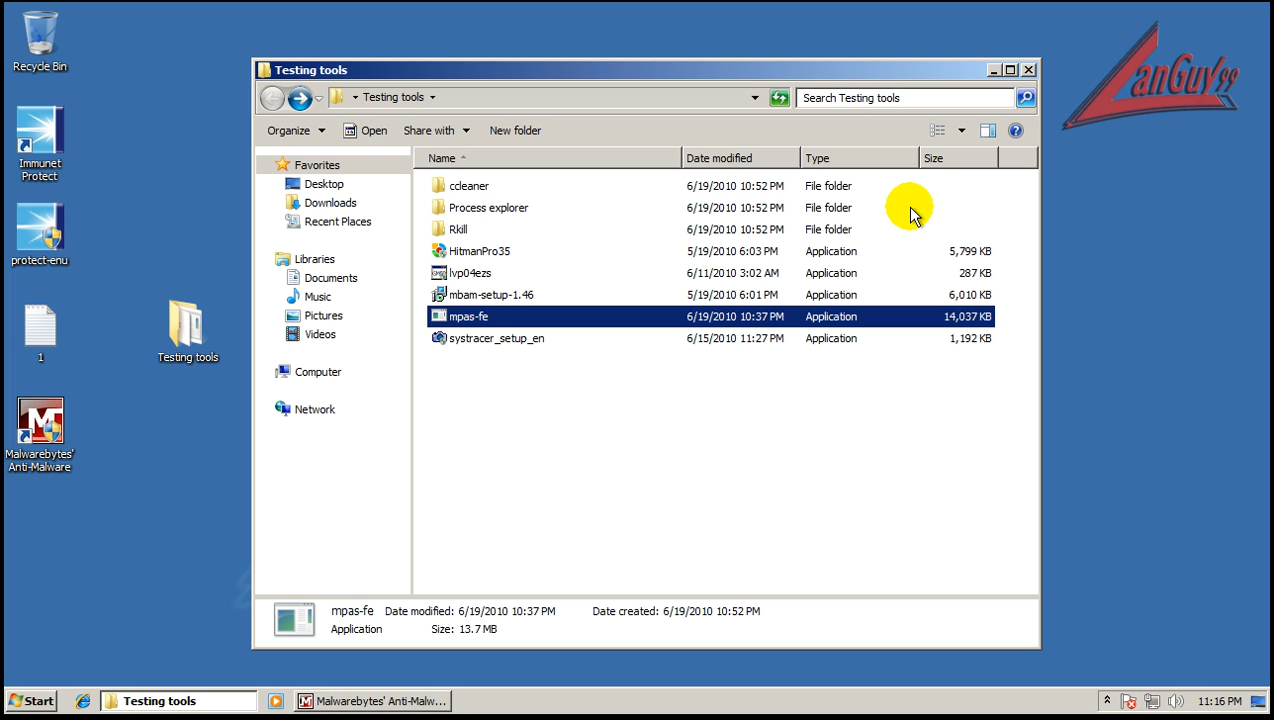 Recycle Bin
Immunet
Protect
protect-enu
1
Malwarebytes'
Anti-Malware
Testing tools
LanGuy99
Testing tools
Testing tools
Search Testing tools
Organize
Open
Share with
New folder
Name
Date modified
Type
Size
Favorites
Desktop
Downloads
Recent Places
Libraries
Documents
Music
Pictures
Videos
Computer
Network
ccleaner 6/19/2010 10:52 PM File folder
Process explorer 6/19/2010 10:52 PM File folder
Rkill 6/19/2010 10:52 PM File folder
HitmanPro35 5/19/2010 6:03 PM Application 5,799 KB
lvp04ezs 6/11/2010 3:02 AM Application 287 KB
mbam-setup-1.46 5/19/2010 6:01 PM Application 6,010 KB
mpas-fe 6/19/2010 10:37 PM Application 14,037 KB
systracer_setup_en 6/15/2010 11:27 PM Application 1,192 KB
mpas-fe Date modified: 6/19/2010 10:37 PM Date created: 6/19/2010 10:52 PM
Application Size: 13.7 MB
Start
Testing tools
Malwarebytes' Anti-Malw...
11:16 PM